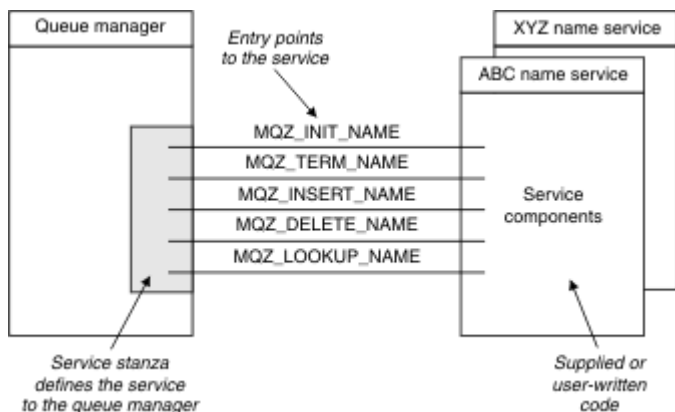 Queue manager
Entry points
to the service
XYZ name service
ABC name service
MQZ_INIT_NAME
MQZ_TERM_NAME
MQZ_INSERT_NAME
MQZ_DELETE_NAME
MQZ_LOOKUP_NAME
Service
components
Service stanza
defines the service
to the queue manager
Supplied or
user-written
code